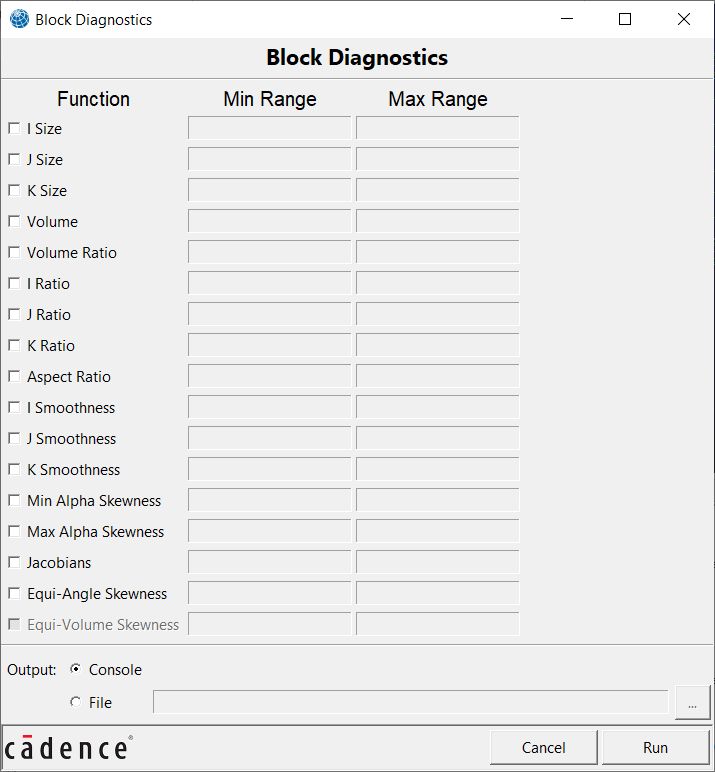 Block Diagnostics
Block Diagnostics
Function Min Range Max Range
I Size
J Size
K Size
Volume
Volume Ratio
I Ratio
J Ratio
K Ratio
Aspect Ratio
I Smoothness
J Smoothness
K Smoothness
Min Alpha Skewness
Max Alpha Skewness
Jacobians
Equi-Angle Skewness
Equi-Volume Skewness
Output: Console
File ...
cādence® Cancel Run